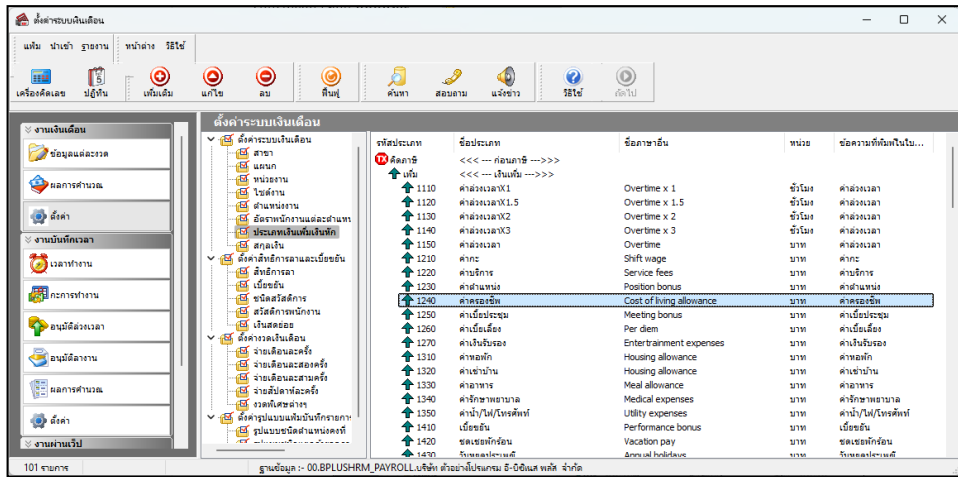 ตั้งค่าระบบเงินเดือน
แฟ้ม นำเข้า รายงาน หน้าต่าง วิธีใช้
เครื่องคิดเลข ปฏิทิน เพิ่มเติม แก้ไข ลบ ฟื้นฟู ค้นหา สอบถาม แจ้งข่าว วิธีใช้ ถัดไป
งานเงินเดือน
ข้อมูลแต่ละงวด
ผลการคำนวณ
ตั้งค่า
งานบันทึกเวลา
เวลาทำงาน
กะการทำงาน
อนุมัติล่วงเวลา
อนุมัติลางาน
ผลการคำนวณ
ตั้งค่า
งานผ่านเว็ป
ตั้งค่าระบบเงินเดือน
ตั้งค่าระบบเงินเดือน
สาขา
แผนก
หน่วยงาน
ไซด์งาน
ตำแหน่งงาน
อัตราพนักงานแต่ละตำแหน
ประเภทเงินเพิ่มเงินหัก
สกุลเงิน
ตั้งค่าสิทธิการลาและเบี้ยขยัน
สิทธิการลา
เบี้ยขยัน
ชนิดสวัสดิการ
สวัสดิการพนักงาน
เงินสดย่อย
ตั้งค่างวดเงินเดือน
จ่ายเดือนละครั้ง
จ่ายเดือนละสองครั้ง
จ่ายเดือนละสามครั้ง
จ่ายสัปดาห์ละครั้ง
งวดพิเศษต่างๆ
ตั้งค่ารูปแบบแฟ้มบันทึกรายการ
รูปแบบชนิดตำแหน่งคงที่
รหัสประเภท ชื่อประเภท ชื่อภาษาอื่น หน่วย ข้อความที่พิมพ์ในใบ...
TX คิดภาษี <<< --- ก่อนภาษี --->>>
เพิ่ม <<< --- เงินเพิ่ม --->>>
1110 ค่าล่วงเวลาX1 Overtime x 1 ชั่วโมง ค่าล่วงเวลา
1120 ค่าล่วงเวลาX1.5 Overtime x 1.5 ชั่วโมง ค่าล่วงเวลา
1130 ค่าล่วงเวลาX2 Overtime x 2 ชั่วโมง ค่าล่วงเวลา
1140 ค่าล่วงเวลาX3 Overtime x 3 ชั่วโมง ค่าล่วงเวลา
1150 ค่าล่วงเวลา Overtime บาท ค่าล่วงเวลา
1210 ค่ากะ Shift wage บาท ค่ากะ
1220 ค่าบริการ Service fees บาท ค่าบริการ
1230 ค่าตำแหน่ง Position bonus บาท ค่าตำแหน่ง
1240 ค่าครองชีพ Cost of living allowance บาท ค่าครองชีพ
1250 ค่าเบี้ยประชุม Meeting bonus บาท ค่าเบี้ยประชุม
1260 ค่าเบี้ยเลี้ยง Per diem บาท ค่าเบี้ยเลี้ยง
1270 ค่าเงินรับรอง Entertrainment expenses บาท ค่าเงินรับรอง
1310 ค่าหอพัก Housing allowance บาท ค่าหอพัก
1320 ค่าเช่าบ้าน Housing allowance บาท ค่าเช่าบ้าน
1330 ค่าอาหาร Meal allowance บาท ค่าอาหาร
1340 ค่ารักษาพยาบาล Medical expenses บาท ค่ารักษาพยาบาล
1350 ค่าน้ำ/ไฟ/โทรศัพท์ Utility expenses บาท ค่าน้ำ/ไฟ/โทรศัพท์
1410 เบี้ยขยัน Performance bonus บาท เบี้ยขยัน
1420 ชดเชยพักร้อน Vacation pay บาท ชดเชยพักร้อน
1430 วันหยุดประเพณี Annual holidays บาท วันหยุดประเพณี
101 รายการ ฐานข้อมูล :- 00.BPLUSHRM_PAYROLL.บริษัท ตัวอย่างโปรแกรม อี-บิซิเนส พลัส จำกัด